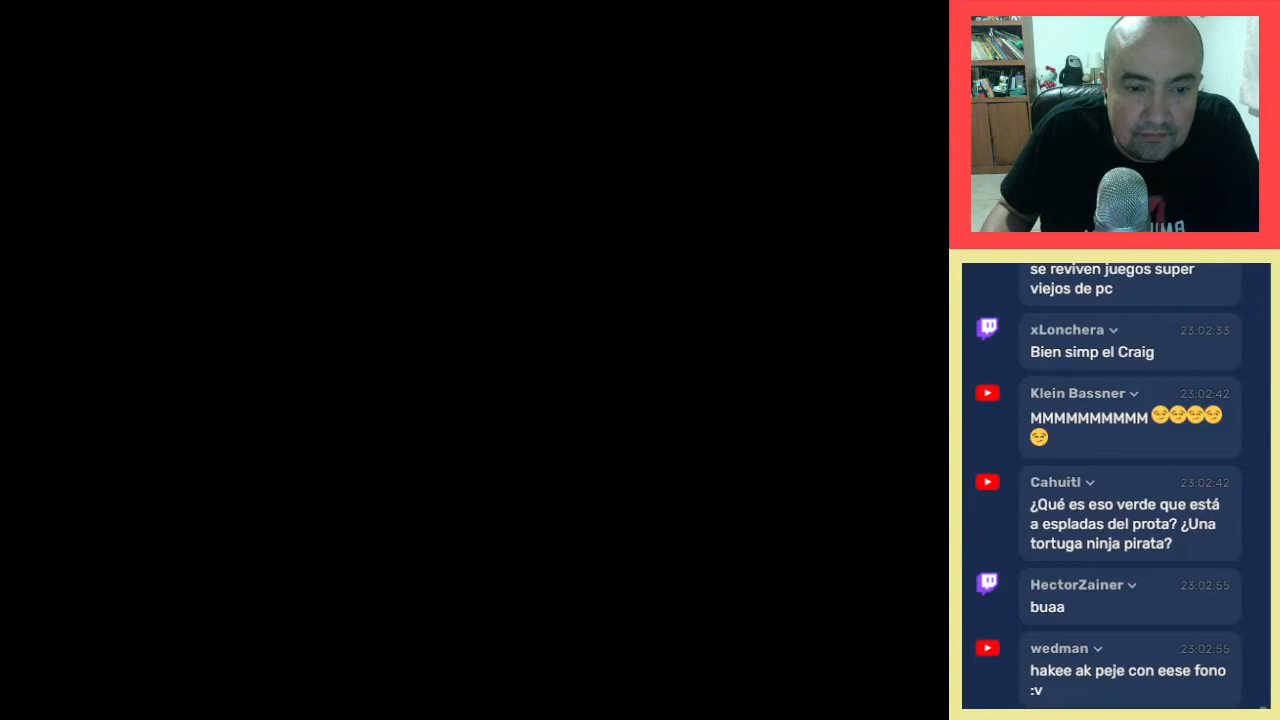 se reviven juegos super
viejos de pc
xLonchera 23:02:33
Bien simp el Craig
Klein Bassner 23:02:42
MMMMMMMMMM 😏😏😏😏
😏
Cahuitl 23:02:42
¿Qué es eso verde que está
a espladas del prota? ¿Una
tortuga ninja pirata?
HectorZainer 23:02:55
buaa
wedman 23:02:55
hakee ak peje con eese fono
:v